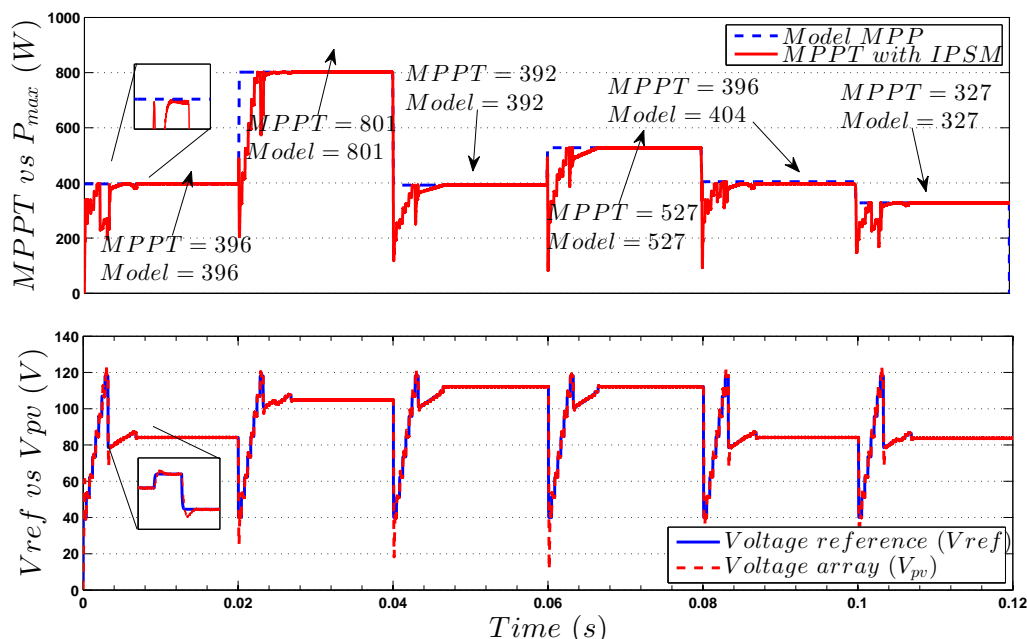 MPPT vs P_max (W)
1000
800
600
400
200
0
Model MPP
MPPT with IPSM
MPPT = 396
Model = 396
MPPT = 801
Model = 801
MPPT = 392
Model = 392
MPPT = 527
Model = 527
MPPT = 396
Model = 404
MPPT = 327
Model = 327
Vref vs Vpv (V)
140
120
100
80
60
40
20
0
Voltage reference (Vref)
Voltage array (V_pv)
0 0.02 0.04 0.06 0.08 0.1 0.12
Time (s)